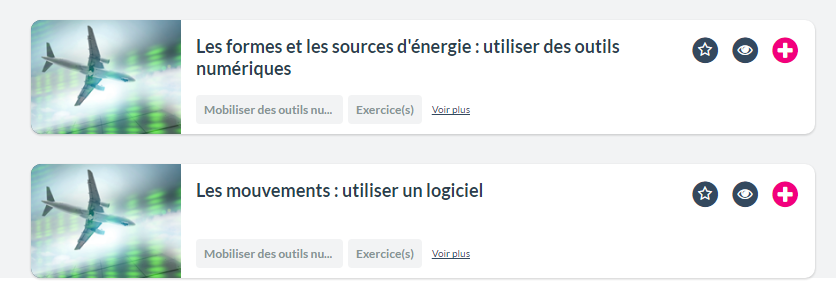 Les formes et les sources d'énergie : utiliser des outils
numériques
Mobiliser des outils nu... Exercice(s) Voir plus
Les mouvements : utiliser un logiciel
Mobiliser des outils nu... Exercice(s) Voir plus